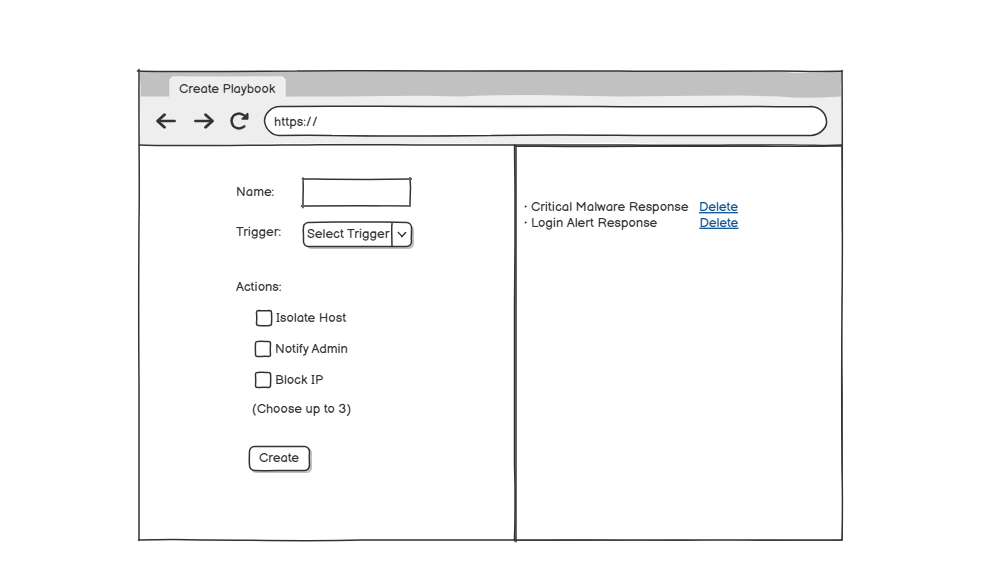 Create Playbook
https://
Name:
Trigger: Select Trigger
Actions:
Isolate Host
Notify Admin
Block IP
(Choose up to 3)
Create
· Critical Malware Response Delete
· Login Alert Response Delete